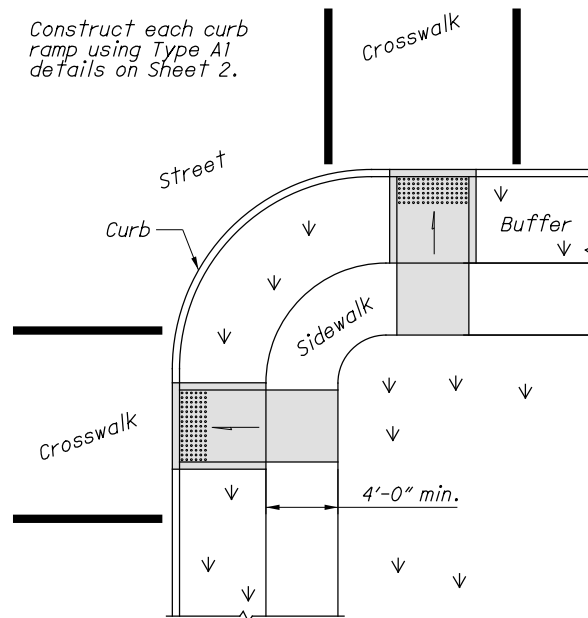 Construct each curb
ramp using Type A1
details on Sheet 2.
Crosswalk
Street
Curb
Buffer
Sidewalk
Crosswalk
4'-0" min.